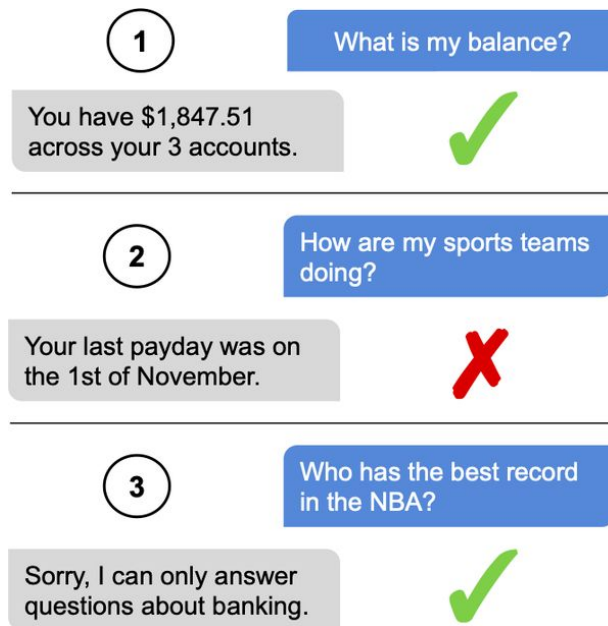 1
What is my balance?
You have $1,847.51
across your 3 accounts.
2
How are my sports teams
doing?
Your last payday was on
the 1st of November.
3
Who has the best record
in the NBA?
Sorry, I can only answer
questions about banking.